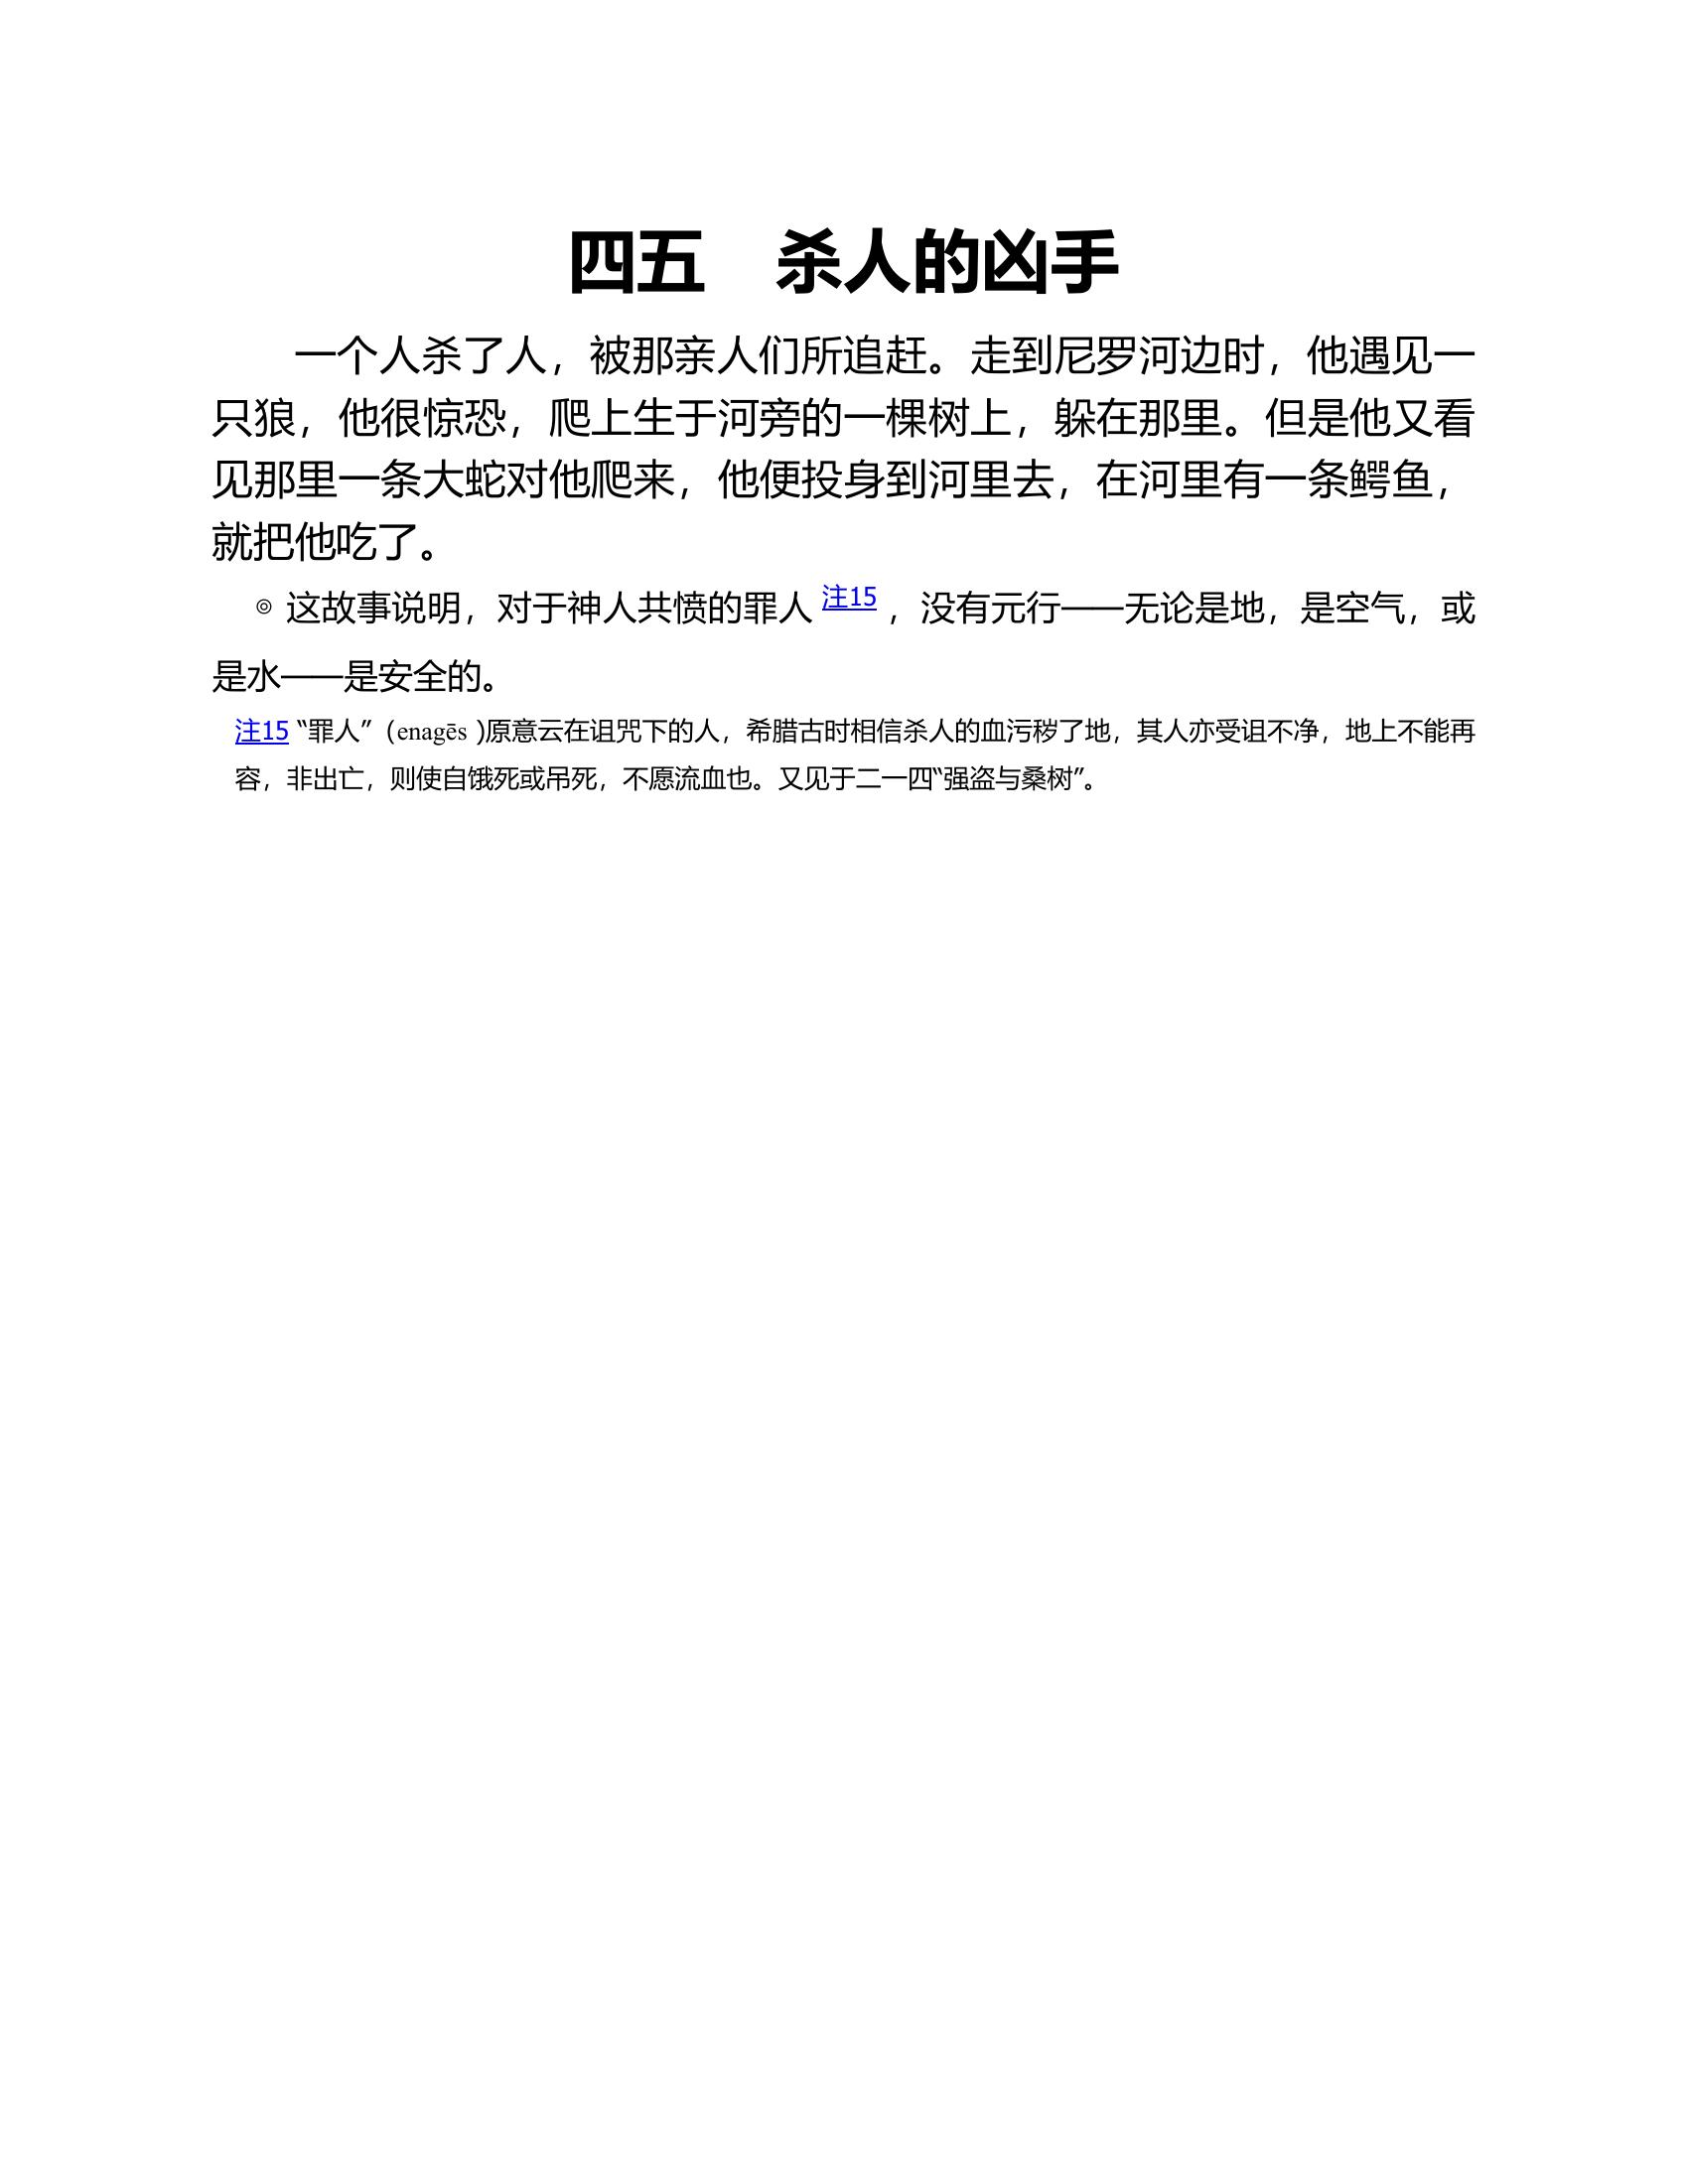 四五　杀人的凶手
一个人杀了人，被那亲人们所追赶。走到尼罗河边时，他遇见一
只狼，他很惊恐，爬上生于河旁的一棵树上，躲在那里。但是他又看
见那里一条大蛇对他爬来，他便投身到河里去，在河里有一条鳄鱼，
就把他吃了。
◎ 这故事说明，对于神人共愤的罪人 注15 ，没有元行——无论是地，是空气，或
是水——是安全的。
注15 “罪人”（enagēs )原意云在诅咒下的人，希腊古时相信杀人的血污秽了地，其人亦受诅不净，地上不能再
容，非出亡，则使自饿死或吊死，不愿流血也。又见于二一四“强盗与桑树”。